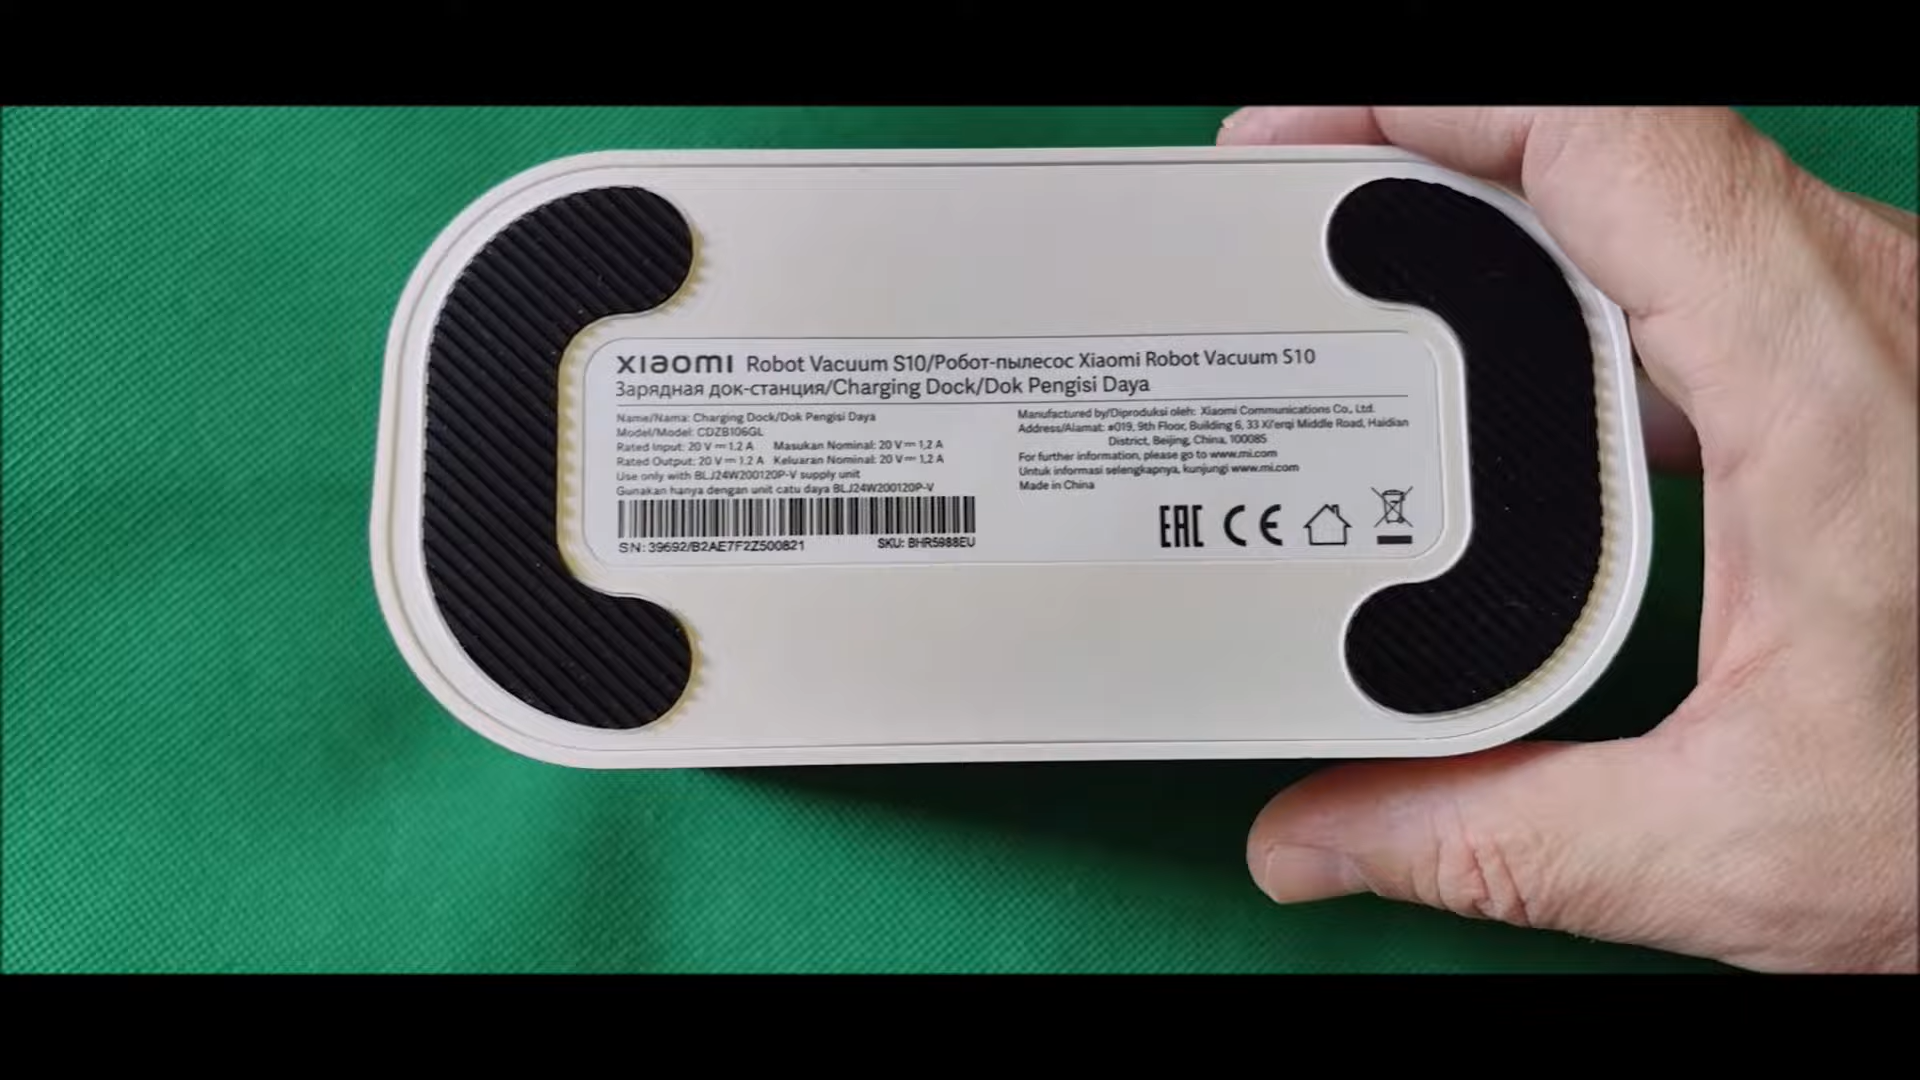 xiaomi Robot Vacuum S10/Робот-пылесос Xiaomi Robot Vacuum S10
Зарядная док-станция/Charging Dock/Dok Pengisi Daya
Name/Nama: Charging Dock/Dok Pengisi Daya
Model/Model: CDZB106GL
Rated Input: 20 V⎓1,2 A Masukan Nominal: 20 V⎓1,2 A
Rated Output: 20 V⎓1,2 A Keluaran Nominal: 20 V⎓1,2 A
Use only with BLJ24W200120P-V supply unit
Gunakan hanya dengan unit catu daya BLJ24W200120P-V
SN: 39692/B2AE7F2Z500821 SKU: BHR5988EU
Manufactured by/Diproduksi oleh: Xiaomi Communications Co., Ltd.
Address/Alamat: #019, 9th Floor, Building 6, 33 Xi'erqi Middle Road, Haidian
District, Beijing, China, 100085
For further information, please go to www.mi.com
Untuk informasi selengkapnya, kunjungi www.mi.com
Made in China
EAC CE